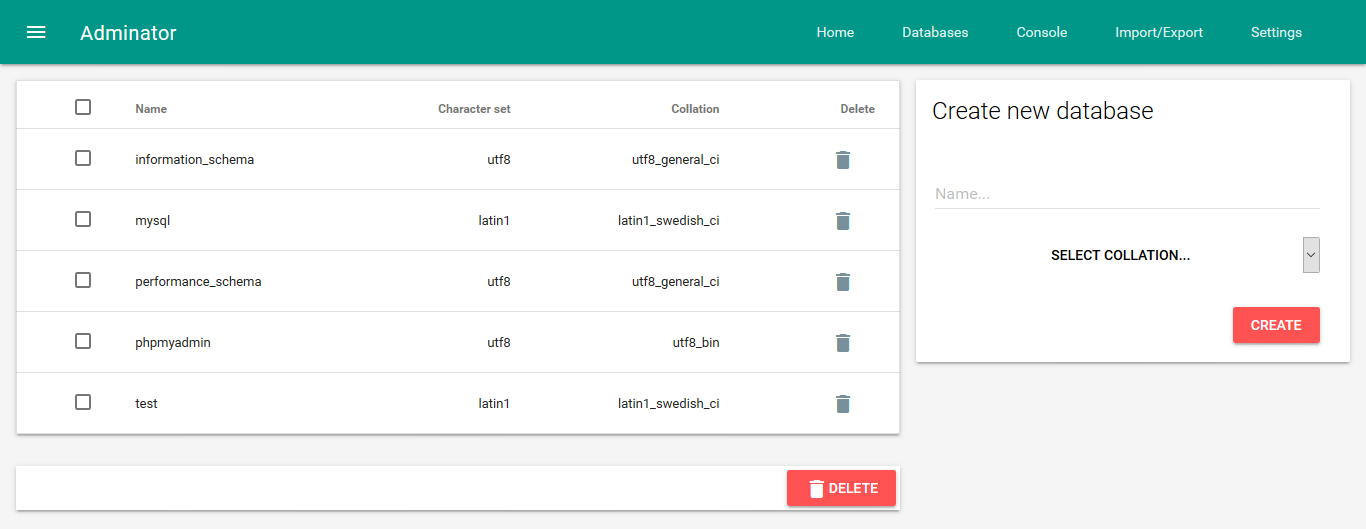 Adminator Home Databases Console Import/Export Settings
Name Character set Collation Delete
information_schema utf8 utf8_general_ci
mysql latin1 latin1_swedish_ci
performance_schema utf8 utf8_general_ci
phpmyadmin utf8 utf8_bin
test latin1 latin1_swedish_ci
DELETE
Create new database
Name...
SELECT COLLATION...
CREATE